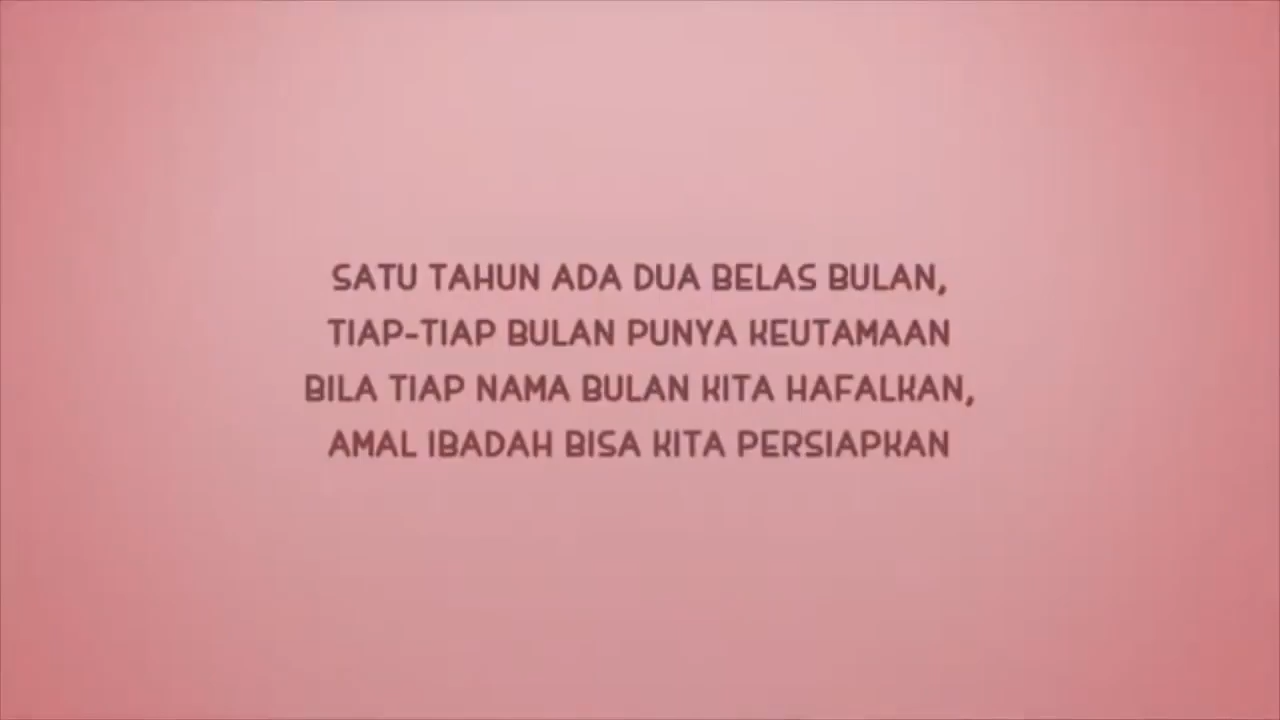 SATU TAHUN ADA DUA BELAS BULAN,
TIAP-TIAP BULAN PUNYA KEUTAMAAN
BILA TIAP NAMA BULAN KITA HAFALKAN,
AMAL IBADAH BISA KITA PERSIAPKAN